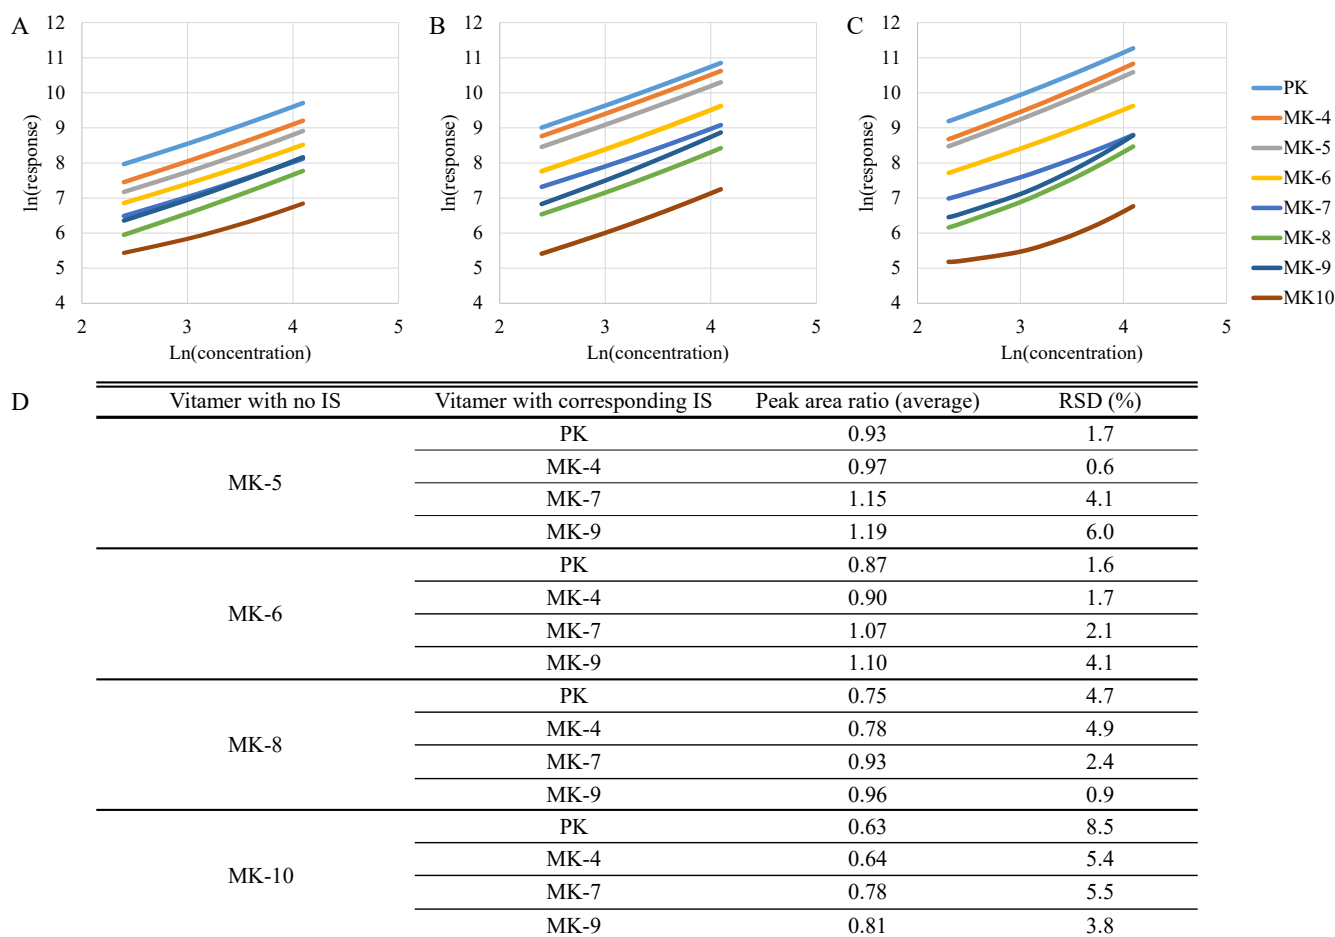 A
12
11
10
9
8
7
6
5
4
ln(response)
2
3
4
5
Ln(concentration)
B
12
11
10
9
8
7
6
5
4
ln(response)
2
3
4
5
Ln(concentration)
C
12
11
10
9
8
7
6
5
4
ln(response)
2
3
4
5
Ln(concentration)
PK
MK-4
MK-5
MK-6
MK-7
MK-8
MK-9
MK10
D
Vitamer with no IS Vitamer with corresponding IS Peak area ratio (average) RSD (%)
MK-5
PK 0.93 1.7
MK-4 0.97 0.6
MK-7 1.15 4.1
MK-9 1.19 6.0
MK-6
PK 0.87 1.6
MK-4 0.90 1.7
MK-7 1.07 2.1
MK-9 1.10 4.1
MK-8
PK 0.75 4.7
MK-4 0.78 4.9
MK-7 0.93 2.4
MK-9 0.96 0.9
MK-10
PK 0.63 8.5
MK-4 0.64 5.4
MK-7 0.78 5.5
MK-9 0.81 3.8